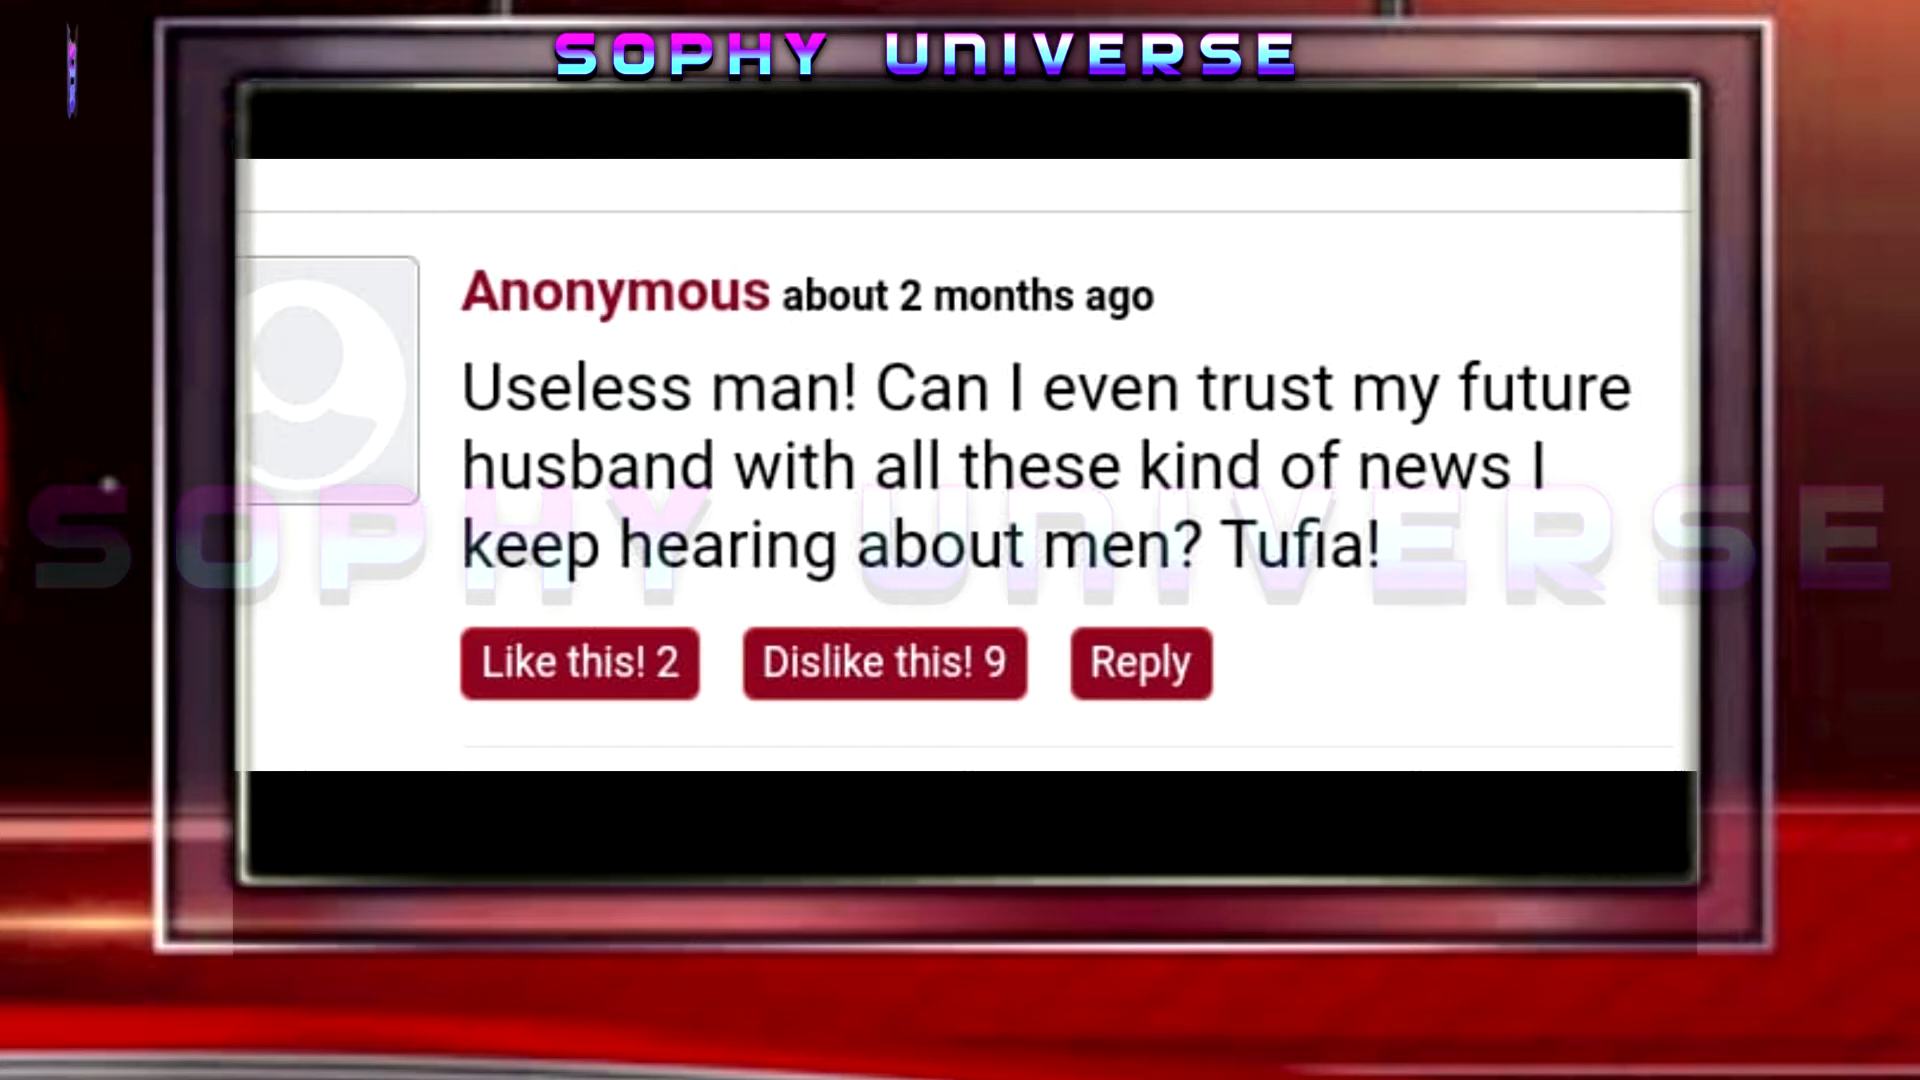 SOPHY UNIVERSE
Anonymous about 2 months ago
Useless man! Can I even trust my future
husband with all these kind of news I
keep hearing about men? Tufia!
SOPHY UNIVERSE
Like this! 2 Dislike this! 9 Reply